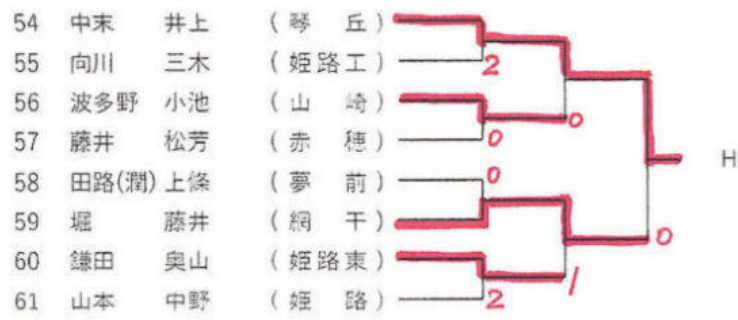 54 中末 井上 (琴 丘)
55 向川 三木 (姫路工) 2
56 波多野 小池 (山 崎) 0
57 藤井 松芳 (赤 穂) 0
H
58 田路(潤) 上條 (夢 前) 0
59 堀 藤井 (網 干) 0
60 鎌田 奥山 (姫路東) 1
61 山本 中野 (姫 路) 2